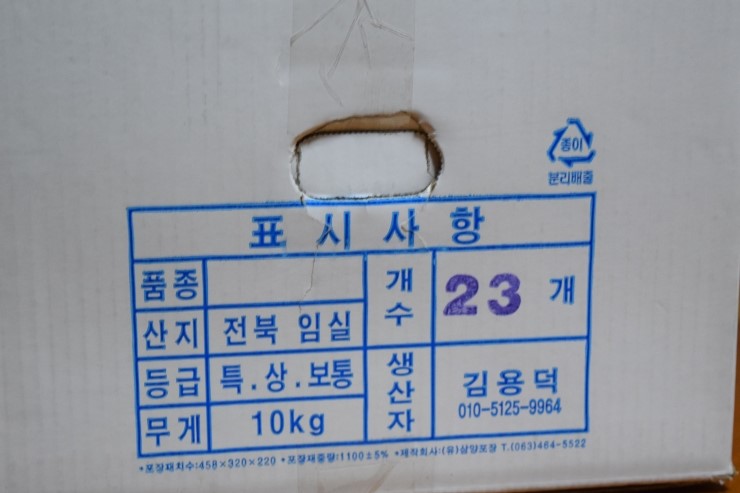 종이
분리배출
표시사항
품종
개수
23 개
산지
전북 임실
등급
특.상.보통
생산자
김용덕
010-5125-9964
무게
10kg
*포장재치수:458×320×220 *포장재중량:1100±5% *제작회사:(유)삼양포장 T.(063)464-5522